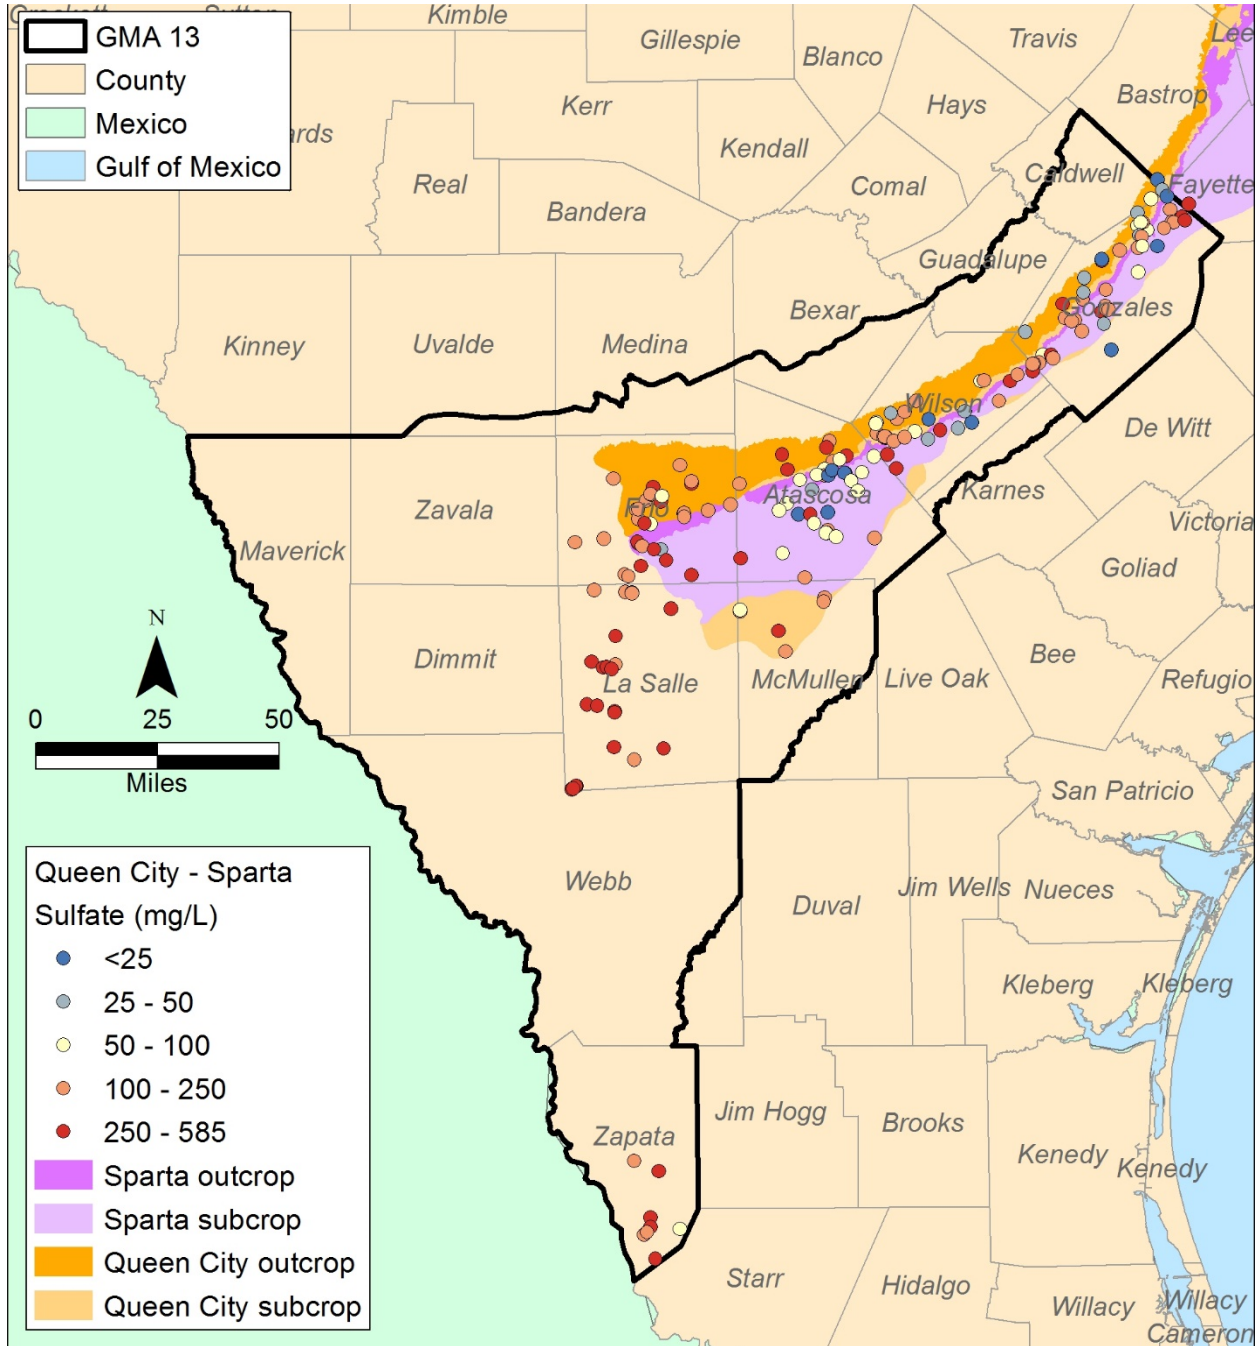 Kimble
GMA 13
County
Mexico
Gulf of Mexico
Gillespie
Blanco
Travis
Lee
Kerr
Hays
Bastrop
ards
Kendall
Real
Comal
Caldwell
Fayette
Bandera
Guadalupe
Bexar
Gonzales
Kinney
Uvalde
Medina
Wilson
De Witt
Zavala
Frio
Atascosa
Karnes
Victoria
Maverick
Goliad
N
Dimmit
La Salle
McMullen
Live Oak
Bee
Refugio
0 25 50
Miles
San Patricio
Webb
Duval
Jim Wells
Nueces
Kleberg
Kleberg
Queen City - Sparta
Sulfate (mg/L)
<25
25 - 50
50 - 100
100 - 250
250 - 585
Sparta outcrop
Sparta subcrop
Queen City outcrop
Queen City subcrop
Zapata
Jim Hogg
Brooks
Kenedy
Kenedy
Starr
Hidalgo
Willacy
Willacy
Cameron